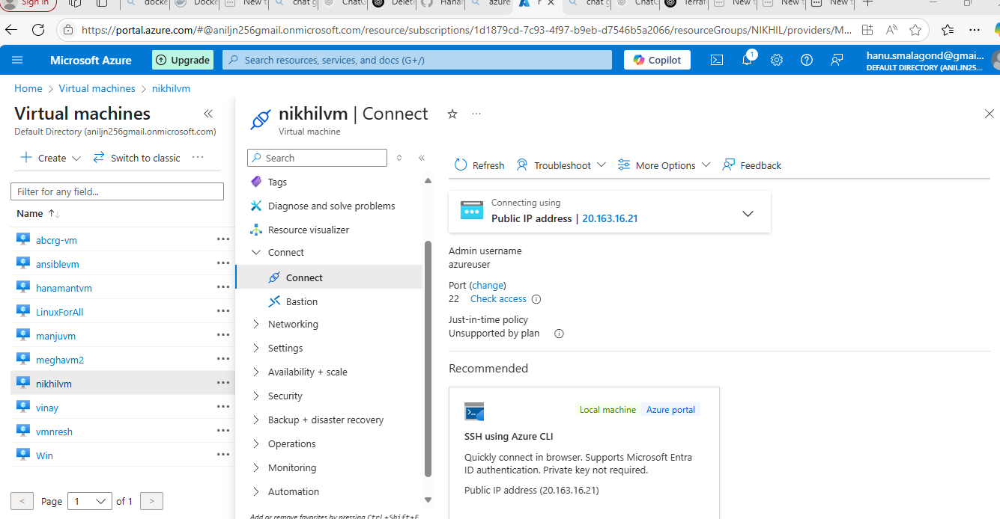 Sign in
docke
Docke
New t
chat g
ChatG
Delet
Hanar
azure
chat g
ChatG
Terraf
New t
New t
New t
https://portal.azure.com/#@aniljn256gmail.onmicrosoft.com/resource/subscriptions/1d1879cd-7c93-4f97-b9eb-d7546b5a2066/resourceGroups/NIKHIL/providers/M...
Microsoft Azure
Upgrade
Search resources, services, and docs (G+/)
Copilot
1
hanu.smalagond@gmai...
DEFAULT DIRECTORY (ANILJN25...
Home > Virtual machines > nikhilvm
Virtual machines
Default Directory (aniljn256gmail.onmicrosoft.com)
Create
Switch to classic
Filter for any field...
Name ↑↓
abcrg-vm
ansiblevm
hanamantvm
LinuxForAll
manjuvm
meghavm2
nikhilvm
vinay
vmnresh
Win
< Page 1 of 1 >
nikhilvm | Connect
Virtual machine
Search
Tags
Diagnose and solve problems
Resource visualizer
Connect
Connect
Bastion
Networking
Settings
Availability + scale
Security
Backup + disaster recovery
Operations
Monitoring
Automation
Add or remove favorites by pressing Ctrl+Shift+F
Refresh
Troubleshoot
More Options
Feedback
Connecting using
Public IP address | 20.163.16.21
Admin username
azureuser
Port (change)
22 Check access
Just-in-time policy
Unsupported by plan
Recommended
Local machine
Azure portal
SSH using Azure CLI
Quickly connect in browser. Supports Microsoft Entra
ID authentication. Private key not required.
Public IP address (20.163.16.21)